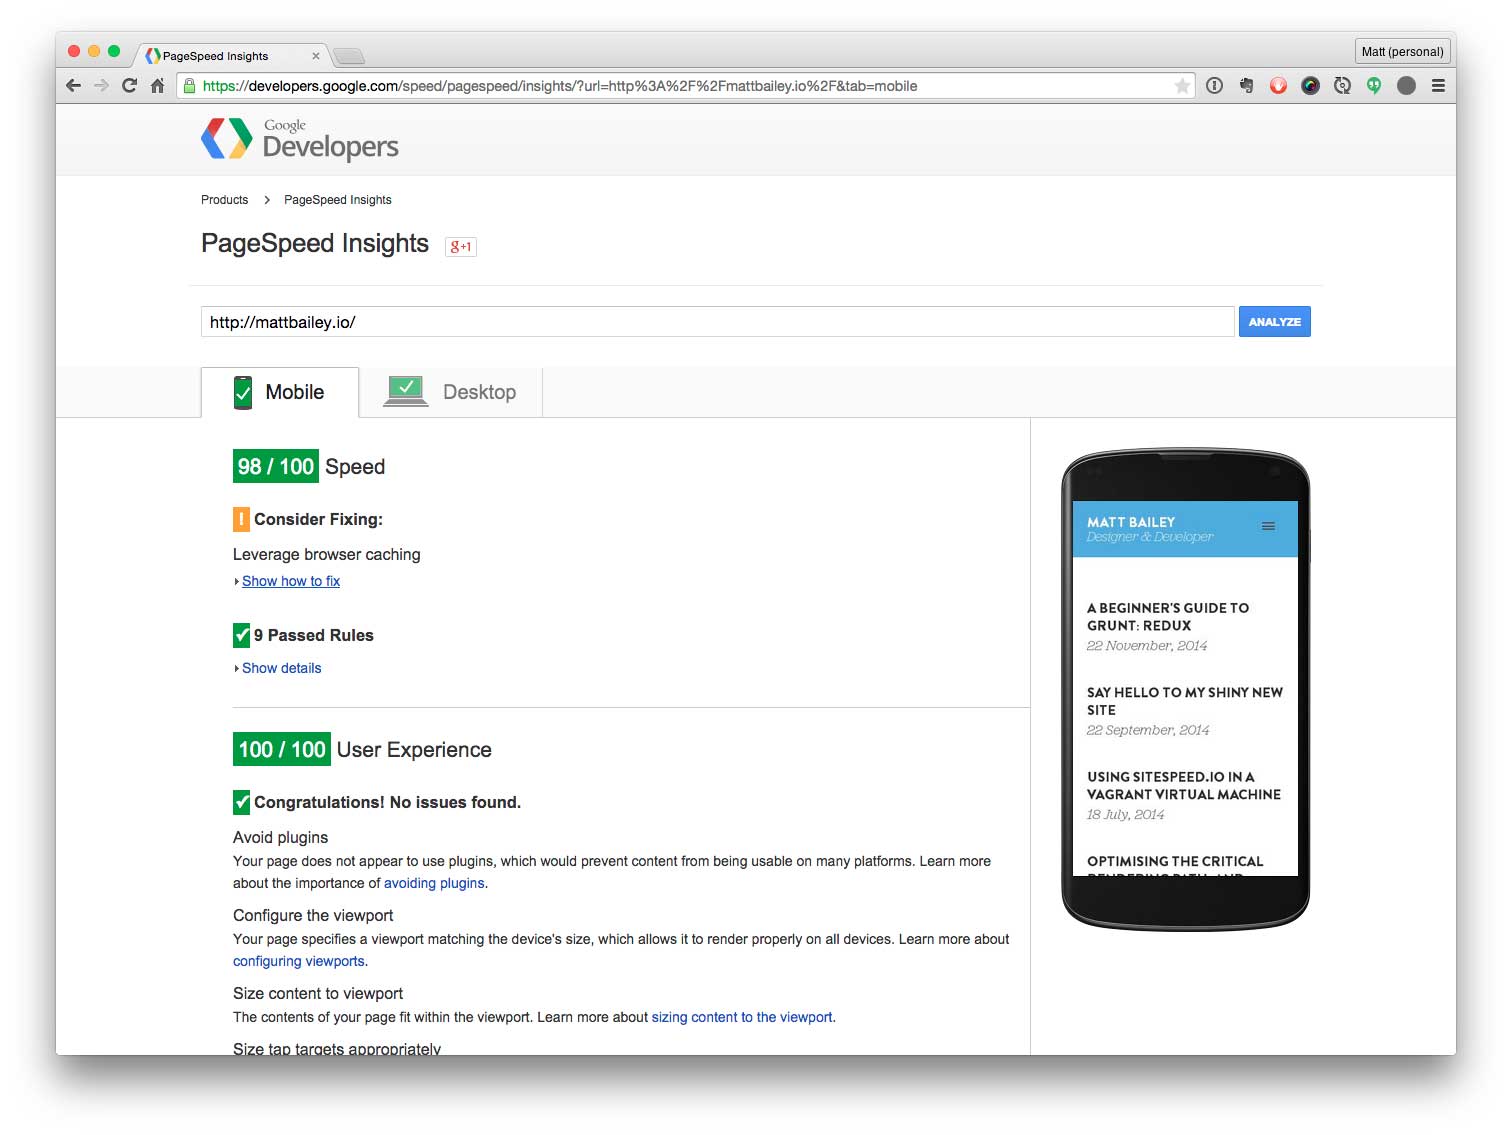 PageSpeed Insights
Matt (personal)
https://developers.google.com/speed/pagespeed/insights/?url=http%3A%2F%2Fmattbailey.io%2F&tab=mobile
Google
Developers
Products > PageSpeed Insights
PageSpeed Insights
g+1
http://mattbailey.io/
ANALYZE
Mobile
Desktop
98 / 100 Speed
! Consider Fixing:
Leverage browser caching
Show how to fix
9 Passed Rules
Show details
100 / 100 User Experience
Congratulations! No issues found.
Avoid plugins
Your page does not appear to use plugins, which would prevent content from being usable on many platforms. Learn more
about the importance of avoiding plugins.
Configure the viewport
Your page specifies a viewport matching the device's size, which allows it to render properly on all devices. Learn more about
configuring viewports.
Size content to viewport
The contents of your page fit within the viewport. Learn more about sizing content to the viewport.
Size tap targets appropriately
MATT BAILEY
Designer & Developer
A BEGINNER'S GUIDE TO
GRUNT: REDUX
22 November, 2014
SAY HELLO TO MY SHINY NEW
SITE
22 September, 2014
USING SITESPEED.IO IN A
VAGRANT VIRTUAL MACHINE
18 July, 2014
OPTIMISING THE CRITICAL
RENDERING PATH AND